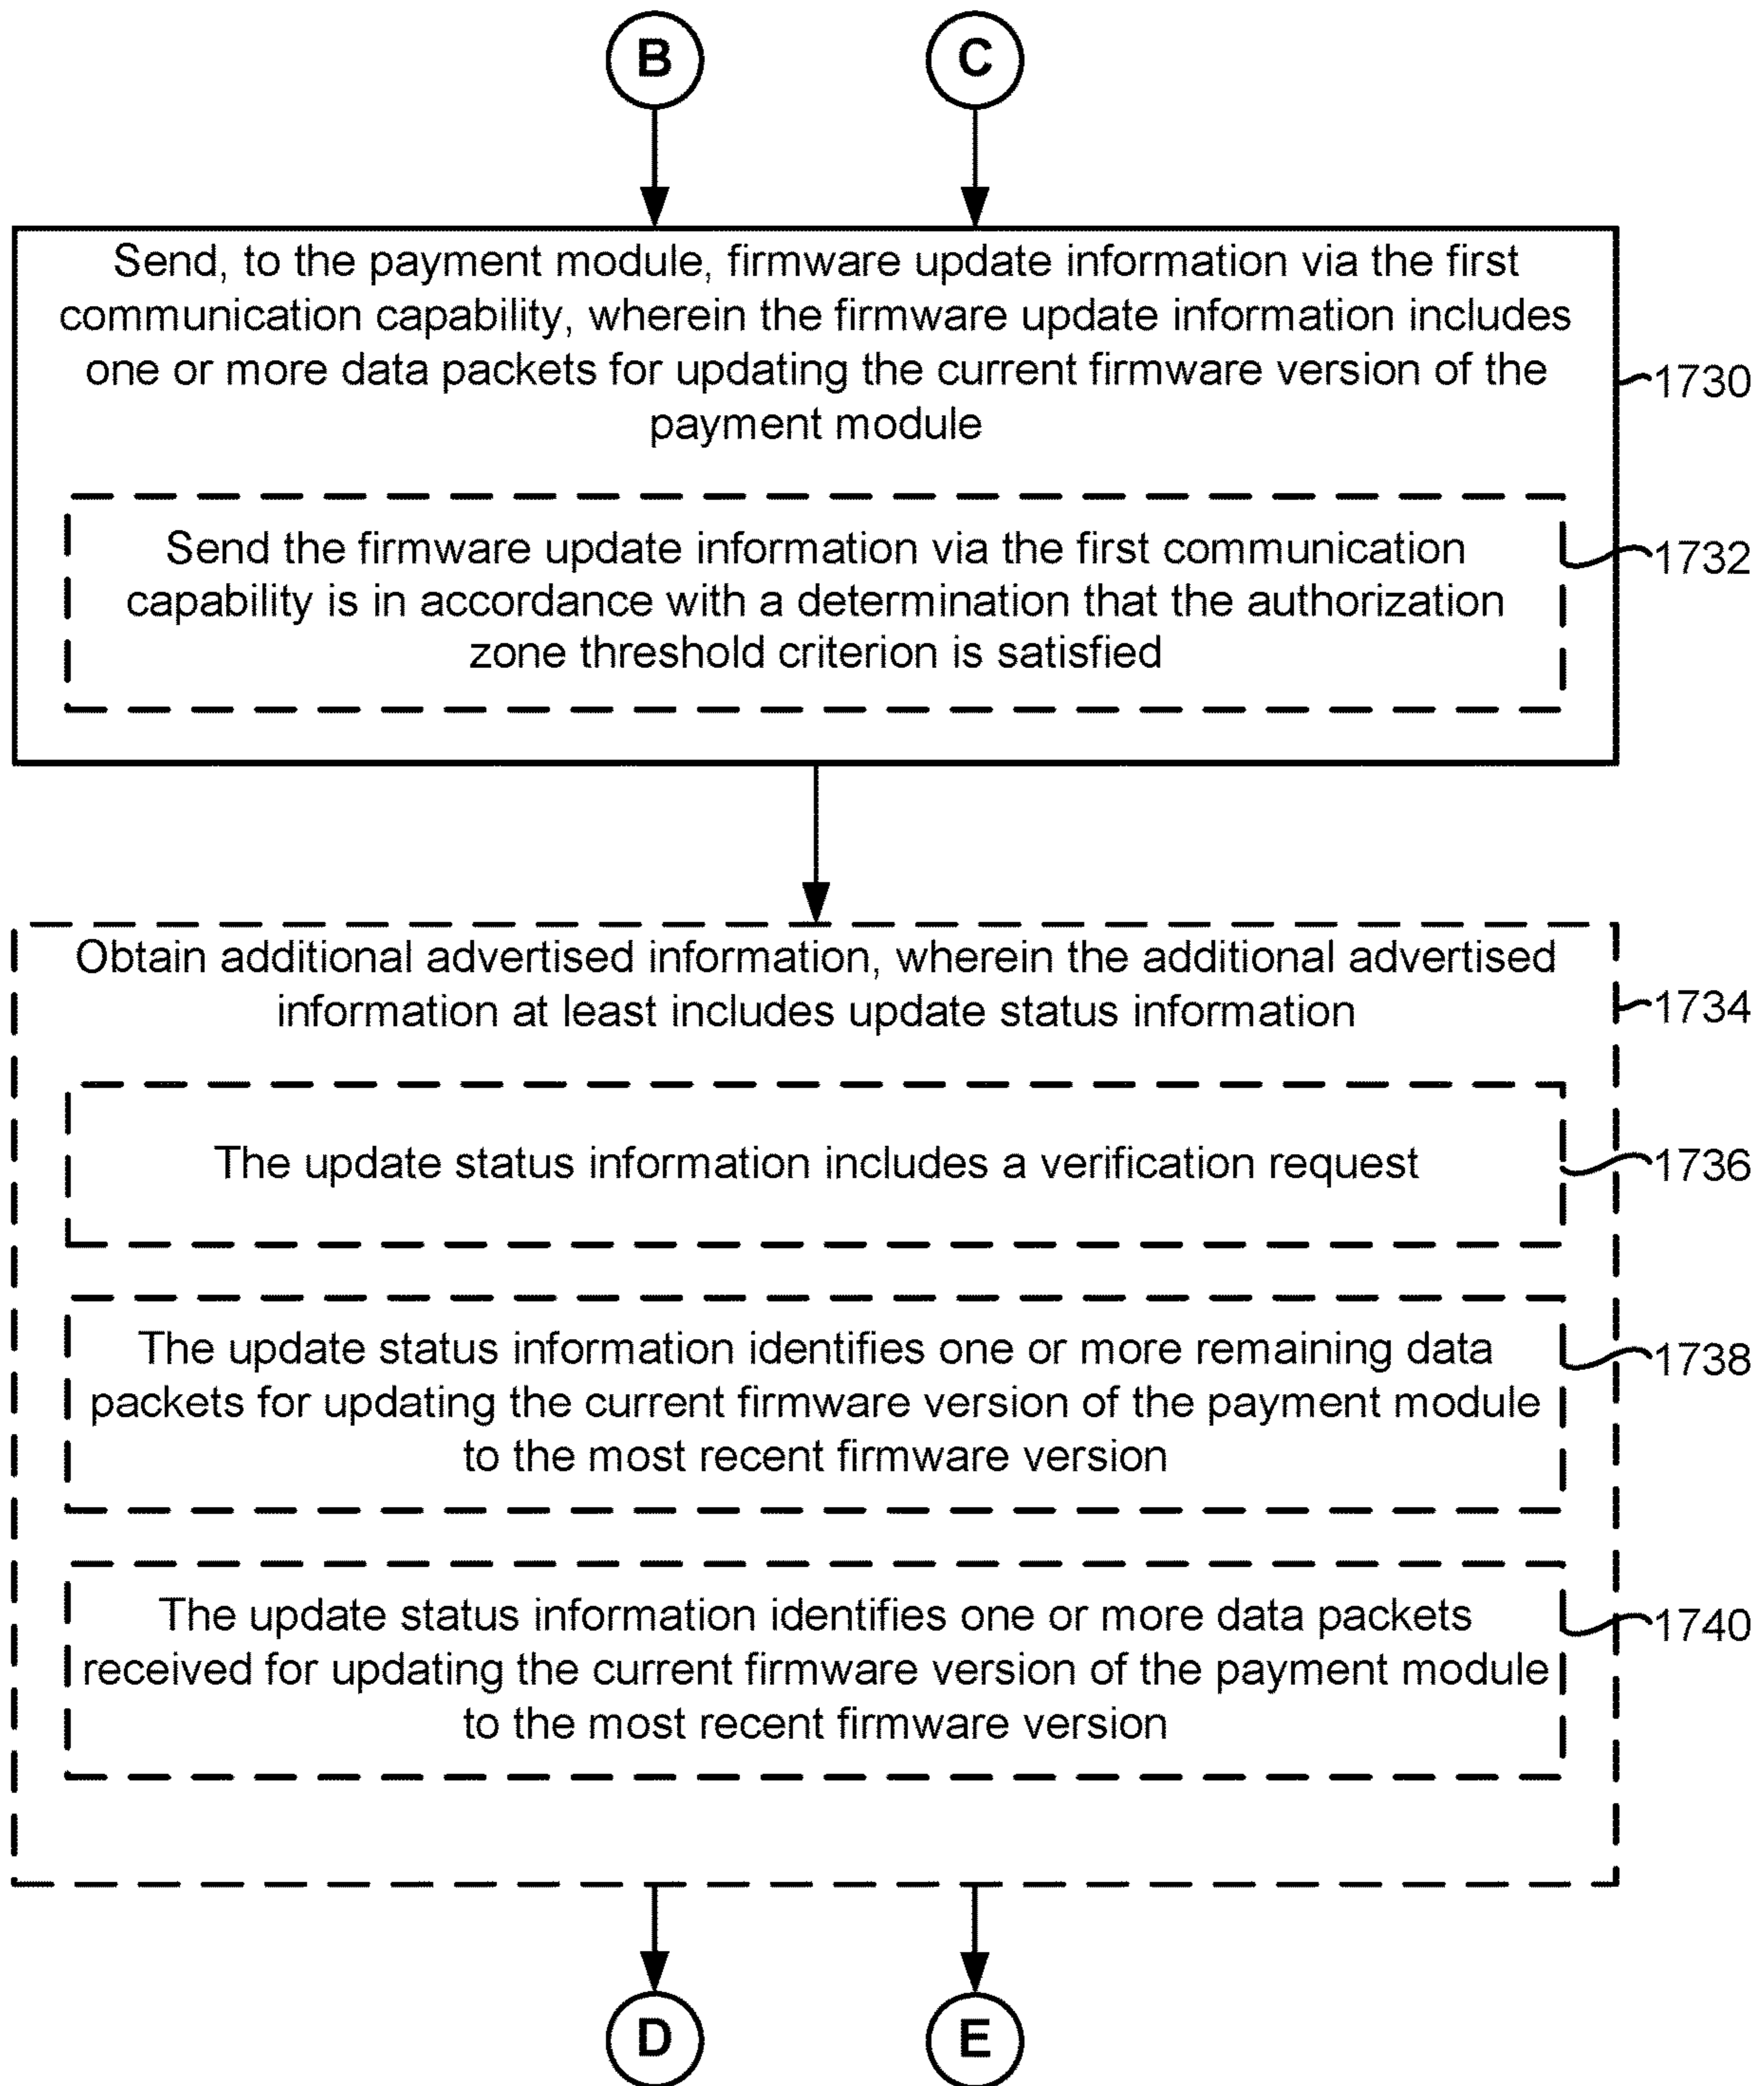 B
C
Send, to the payment module, firmware update information via the first
communication capability, wherein the firmware update information includes
one or more data packets for updating the current firmware version of the
payment module
1730
Send the firmware update information via the first communication
capability is in accordance with a determination that the authorization
zone threshold criterion is satisfied
1732
Obtain additional advertised information, wherein the additional advertised
information at least includes update status information
1734
The update status information includes a verification request
1736
The update status information identifies one or more remaining data
packets for updating the current firmware version of the payment module
to the most recent firmware version
1738
The update status information identifies one or more data packets
received for updating the current firmware version of the payment module
to the most recent firmware version
1740
D
E